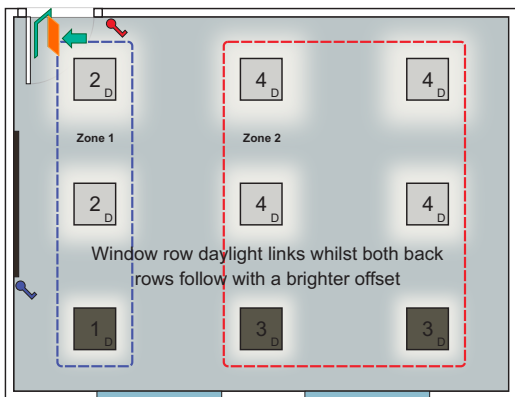 2 D
4 D
4 D
Zone 1
Zone 2
2 D
4 D
4 D
Window row daylight links whilst both back
rows follow with a brighter offset
1 D
3 D
3 D